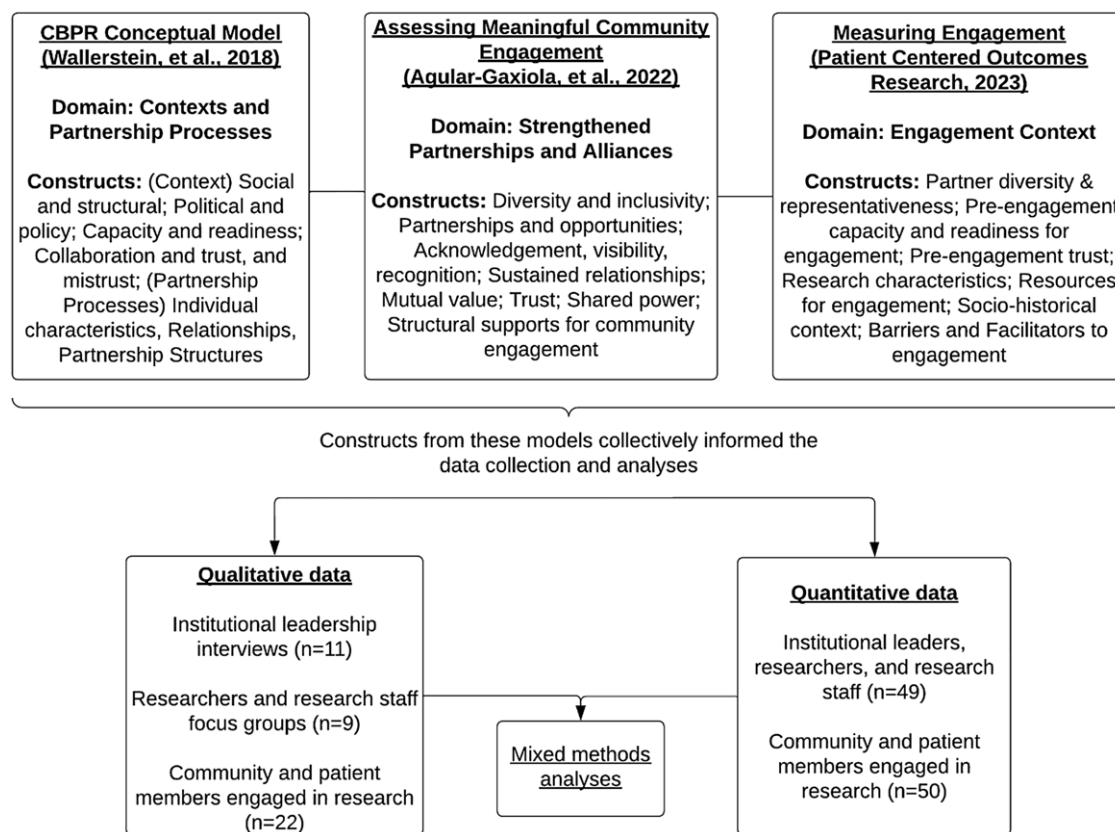 CBPR Conceptual Model
(Wallerstein, et al., 2018)
Domain: Contexts and
Partnership Processes
Constructs: (Context) Social
and structural; Political and
policy; Capacity and readiness;
Collaboration and trust, and
mistrust; (Partnership
Processes) Individual
characteristics, Relationships,
Partnership Structures
Assessing Meaningful Community
Engagement
(Agular-Gaxiola, et al., 2022)
Domain: Strengthened
Partnerships and Alliances
Constructs: Diversity and inclusivity;
Partnerships and opportunities;
Acknowledgement, visibility,
recognition; Sustained relationships;
Mutual value; Trust; Shared power;
Structural supports for community
engagement
Measuring Engagement
(Patient Centered Outcomes
Research, 2023)
Domain: Engagement Context
Constructs: Partner diversity &
representativeness; Pre-engagement
capacity and readiness for
engagement; Pre-engagement trust;
Research characteristics; Resources
for engagement; Socio-historical
context; Barriers and Facilitators to
engagement
Constructs from these models collectively informed the
data collection and analyses
Qualitative data
Institutional leadership
interviews (n=11)
Researchers and research staff
focus groups (n=9)
Community and patient
members engaged in research
(n=22)
Mixed methods
analyses
Quantitative data
Institutional leaders,
researchers, and research
staff (n=49)
Community and patient
members engaged in
research (n=50)